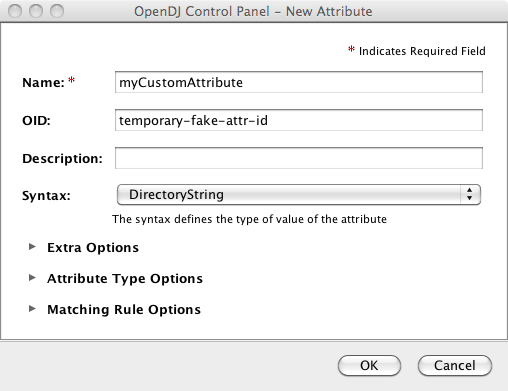 OpenDJ Control Panel – New Attribute
* Indicates Required Field
Name: * myCustomAttribute
OID: temporary-fake-attr-id
Description:
Syntax: DirectoryString
The syntax defines the type of value of the attribute
Extra Options
Attribute Type Options
Matching Rule Options
OK Cancel